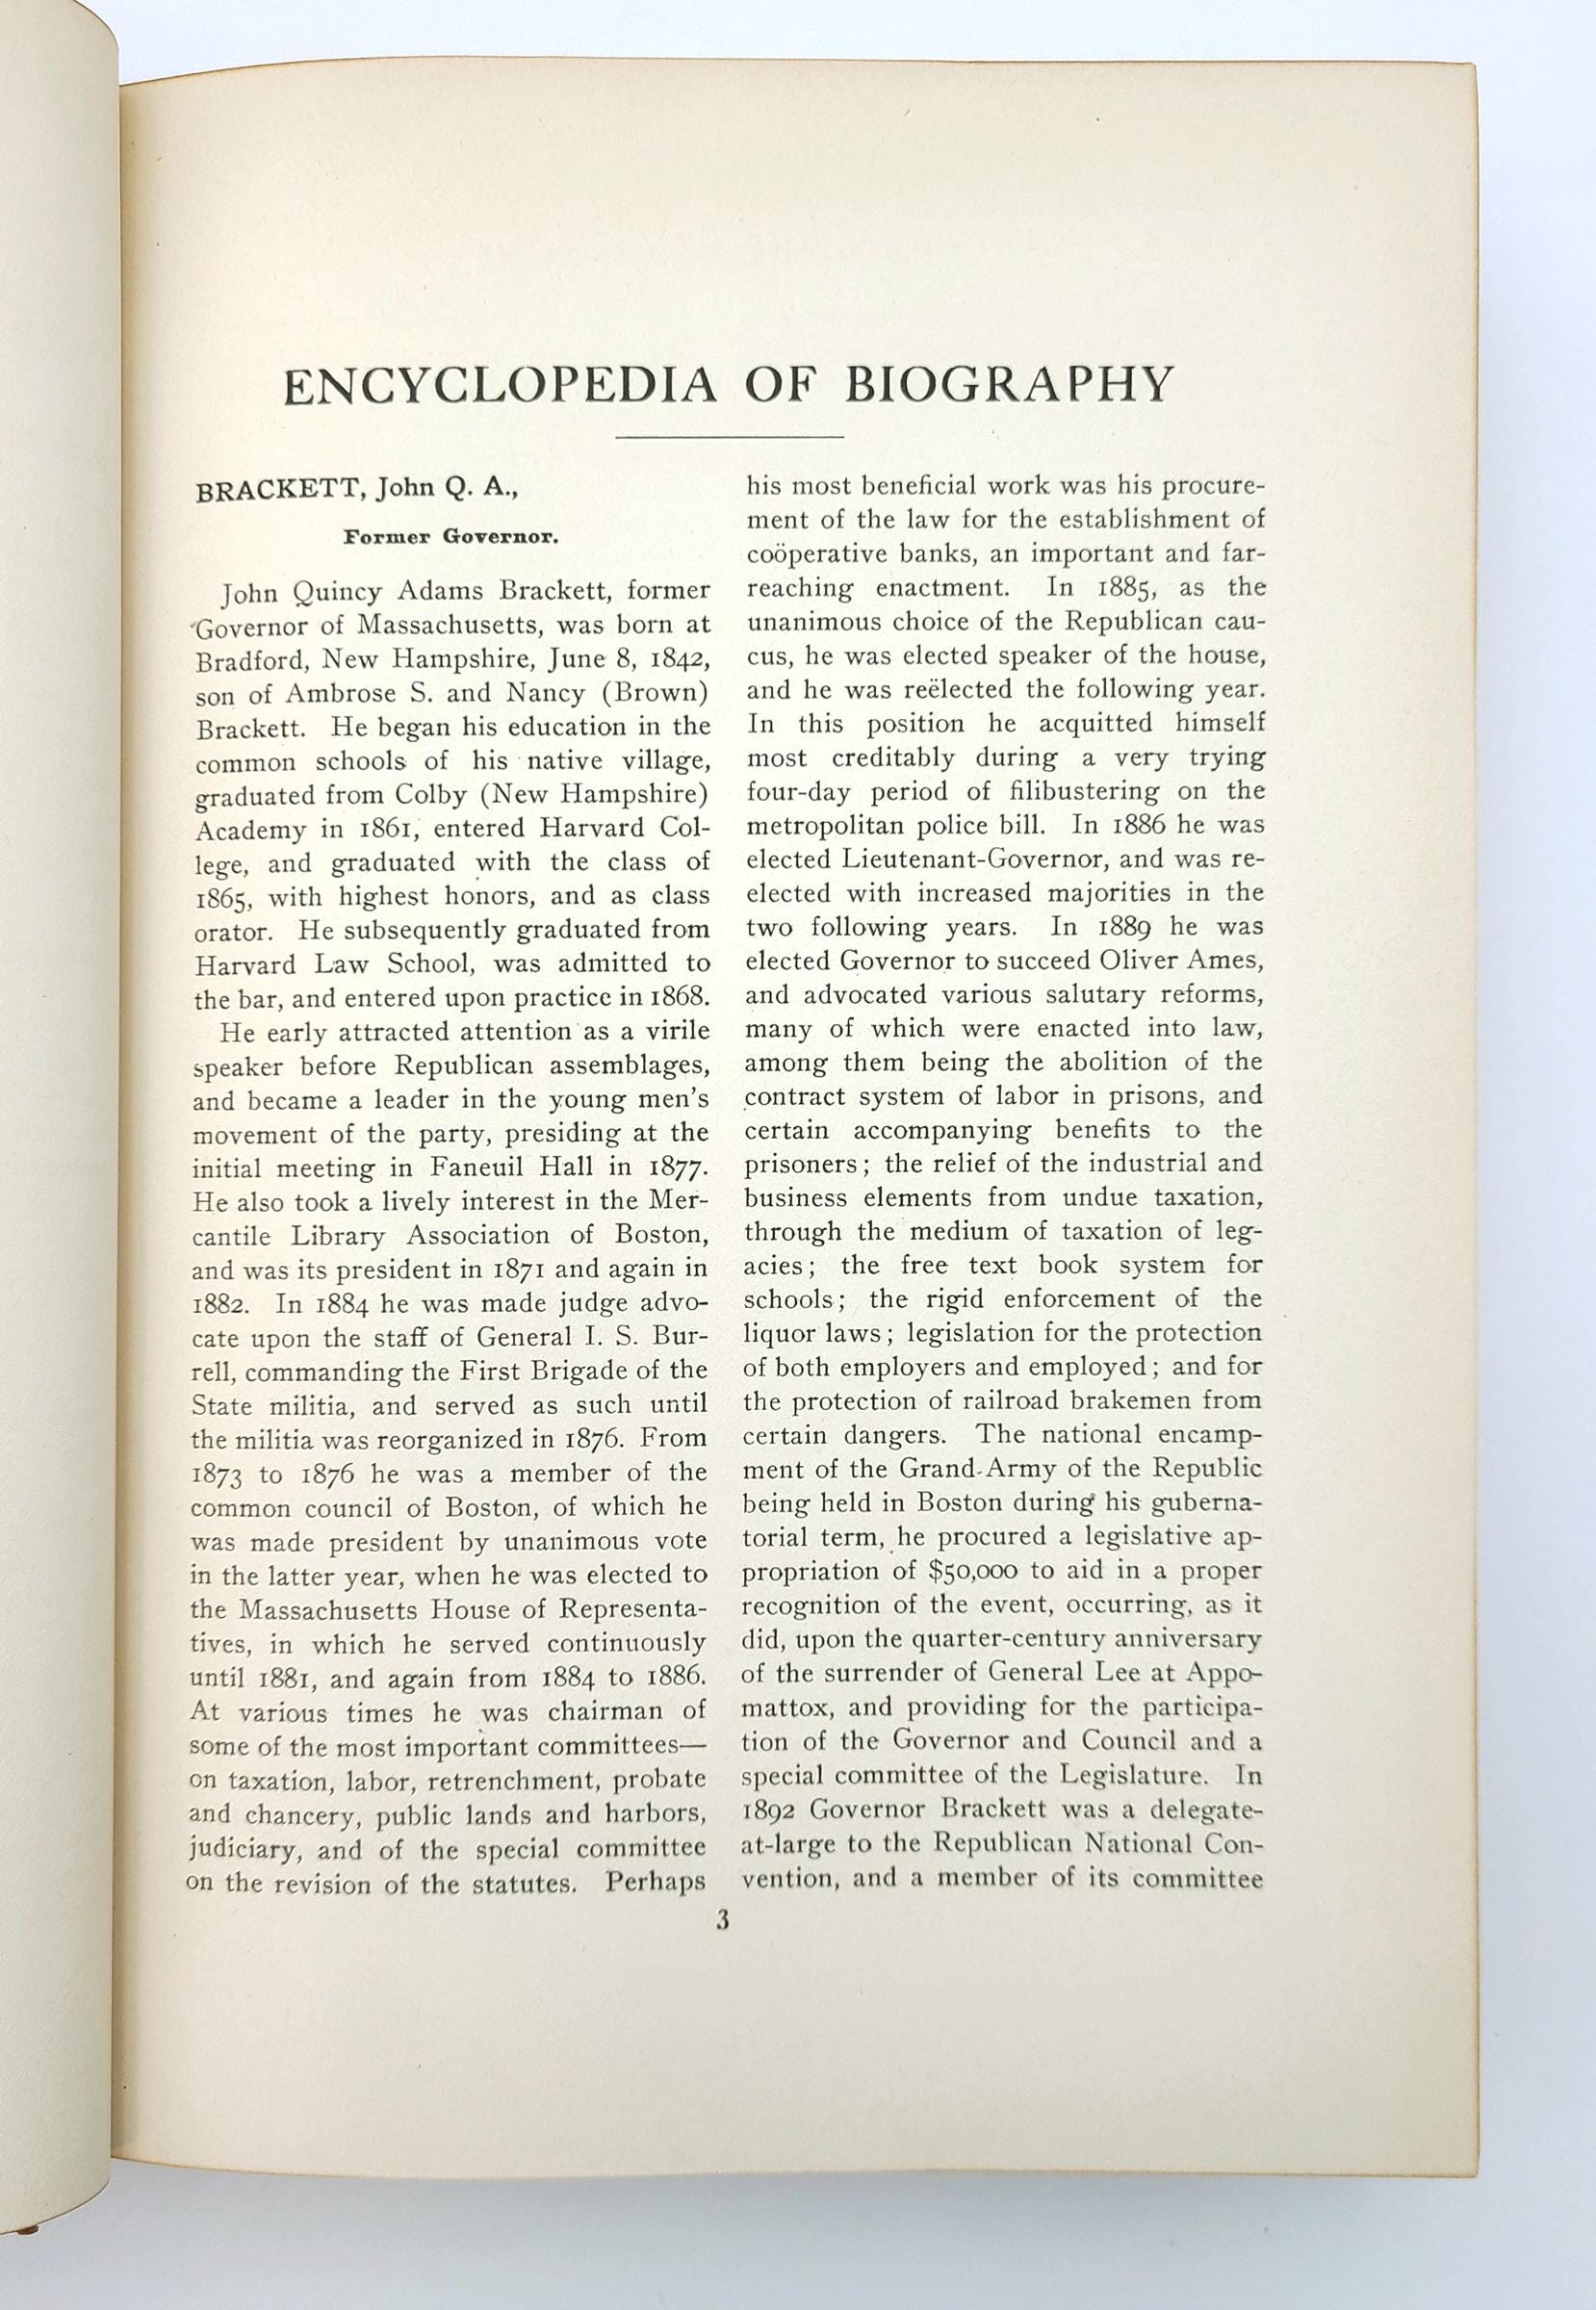 ENCYCLOPEDIA OF BIOGRAPHY
BRACKETT, John Q. A.,
Former Governor.
John Quincy Adams Brackett, former
Governor of Massachusetts, was born at
Bradford, New Hampshire, June 8, 1842,
son of Ambrose S. and Nancy (Brown)
Brackett. He began his education in the
common schools of his native village,
graduated from Colby (New Hampshire)
Academy in 1861, entered Harvard Col-
lege, and graduated with the class of
1865, with highest honors, and as class
orator. He subsequently graduated from
Harvard Law School, was admitted to
the bar, and entered upon practice in 1868.
He early attracted attention as a virile
speaker before Republican assemblages,
and became a leader in the young men's
movement of the party, presiding at the
initial meeting in Faneuil Hall in 1877.
He also took a lively interest in the Mer-
cantile Library Association of Boston,
and was its president in 1871 and again in
1882. In 1884 he was made judge advo-
cate upon the staff of General I. S. Bur-
rell, commanding the First Brigade of the
State militia, and served as such until
the militia was reorganized in 1876. From
1873 to 1876 he was a member of the
common council of Boston, of which he
was made president by unanimous vote
in the latter year, when he was elected to
the Massachusetts House of Representa-
tives, in which he served continuously
until 1881, and again from 1884 to 1886.
At various times he was chairman of
some of the most important committees—
on taxation, labor, retrenchment, probate
and chancery, public lands and harbors,
judiciary, and of the special committee
on the revision of the statutes. Perhaps
his most beneficial work was his procure-
ment of the law for the establishment of
coöperative banks, an important and far-
reaching enactment. In 1885, as the
unanimous choice of the Republican cau-
cus, he was elected speaker of the house,
and he was reëlected the following year.
In this position he acquitted himself
most creditably during a very trying
four-day period of filibustering on the
metropolitan police bill. In 1886 he was
elected Lieutenant-Governor, and was re-
elected with increased majorities in the
two following years. In 1889 he was
elected Governor to succeed Oliver Ames,
and advocated various salutary reforms,
many of which were enacted into law,
among them being the abolition of the
contract system of labor in prisons, and
certain accompanying benefits to the
prisoners; the relief of the industrial and
business elements from undue taxation,
through the medium of taxation of leg-
acies; the free text book system for
schools; the rigid enforcement of the
liquor laws; legislation for the protection
of both employers and employed; and for
the protection of railroad brakemen from
certain dangers. The national encamp-
ment of the Grand Army of the Republic
being held in Boston during his guberna-
torial term, he procured a legislative ap-
propriation of $50,000 to aid in a proper
recognition of the event, occurring, as it
did, upon the quarter-century anniversary
of the surrender of General Lee at Appo-
mattox, and providing for the participa-
tion of the Governor and Council and a
special committee of the Legislature. In
1892 Governor Brackett was a delegate-
at-large to the Republican National Con-
vention, and a member of its committee
3